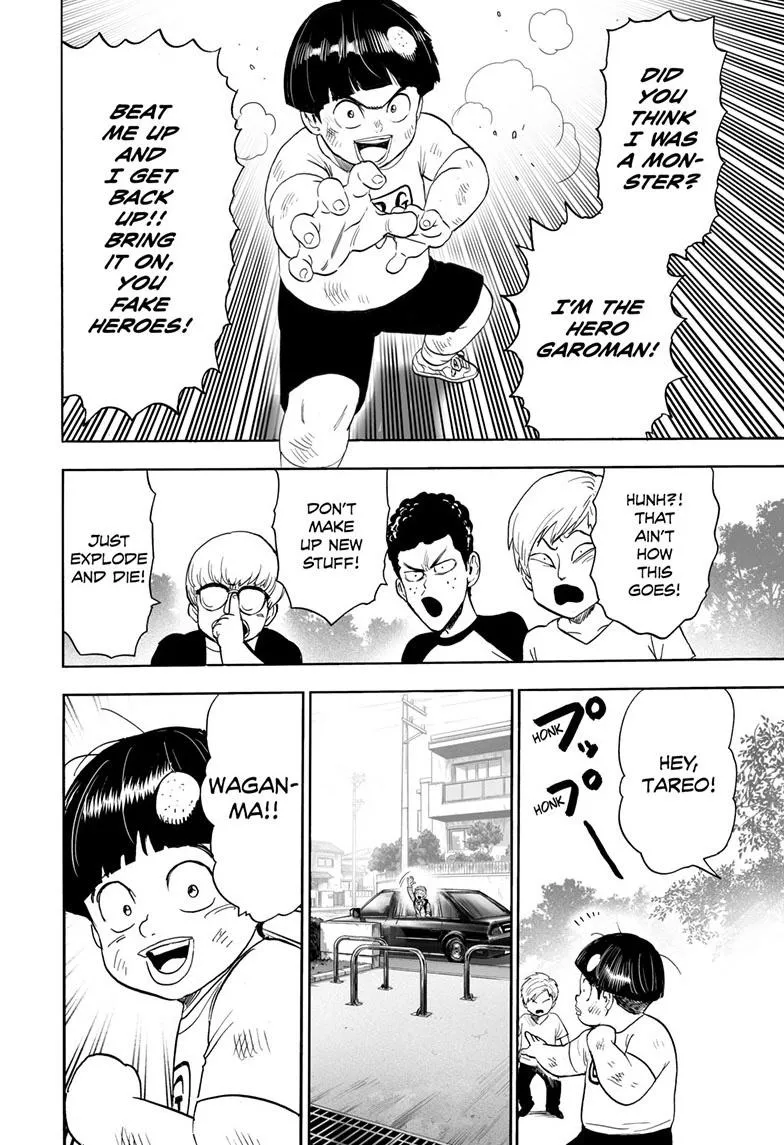 DID
YOU
THINK
I WAS
A MON-
STER?
I'M THE
HERO
GAROMAN!
BEAT
ME UP
AND
I GET
BACK
UP!!
BRING
IT ON,
YOU
FAKE
HEROES!
HUNH?!
THAT
AIN'T
HOW
THIS
GOES!
DON'T
MAKE
UP NEW
STUFF!
JUST
EXPLODE
AND DIE!
HEY,
TAREO!
プップー
HONK
HONK
WAGAN-
MA!!